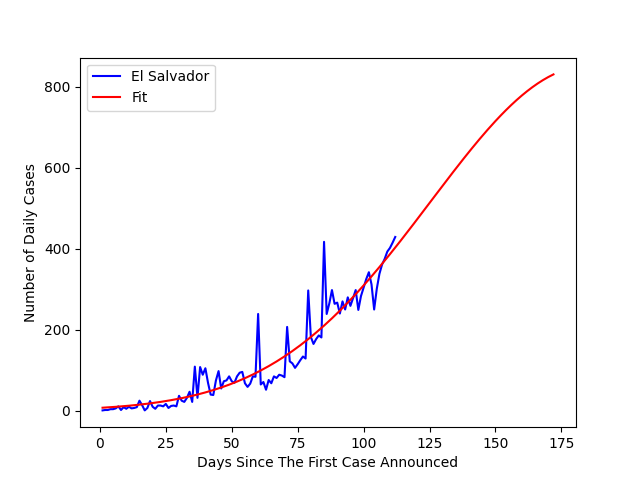 El Salvador
Fit
800
600
400
200
0
Number of Daily Cases
0 25 50 75 100 125 150 175
Days Since The First Case Announced